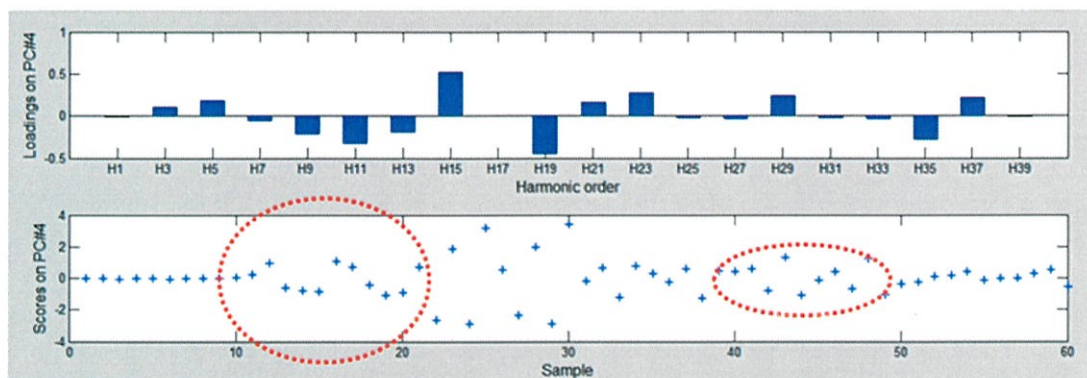 Loadings on PC#4
1
0.5
0
-0.5
H1 H3 H5 H7 H9 H11 H13 H15 H17 H19 H21 H23 H25 H27 H29 H31 H33 H35 H37 H39
Harmonic order
Scores on PC#4
4
2
0
-2
-4
0 10 20 30 40 50 60
Sample